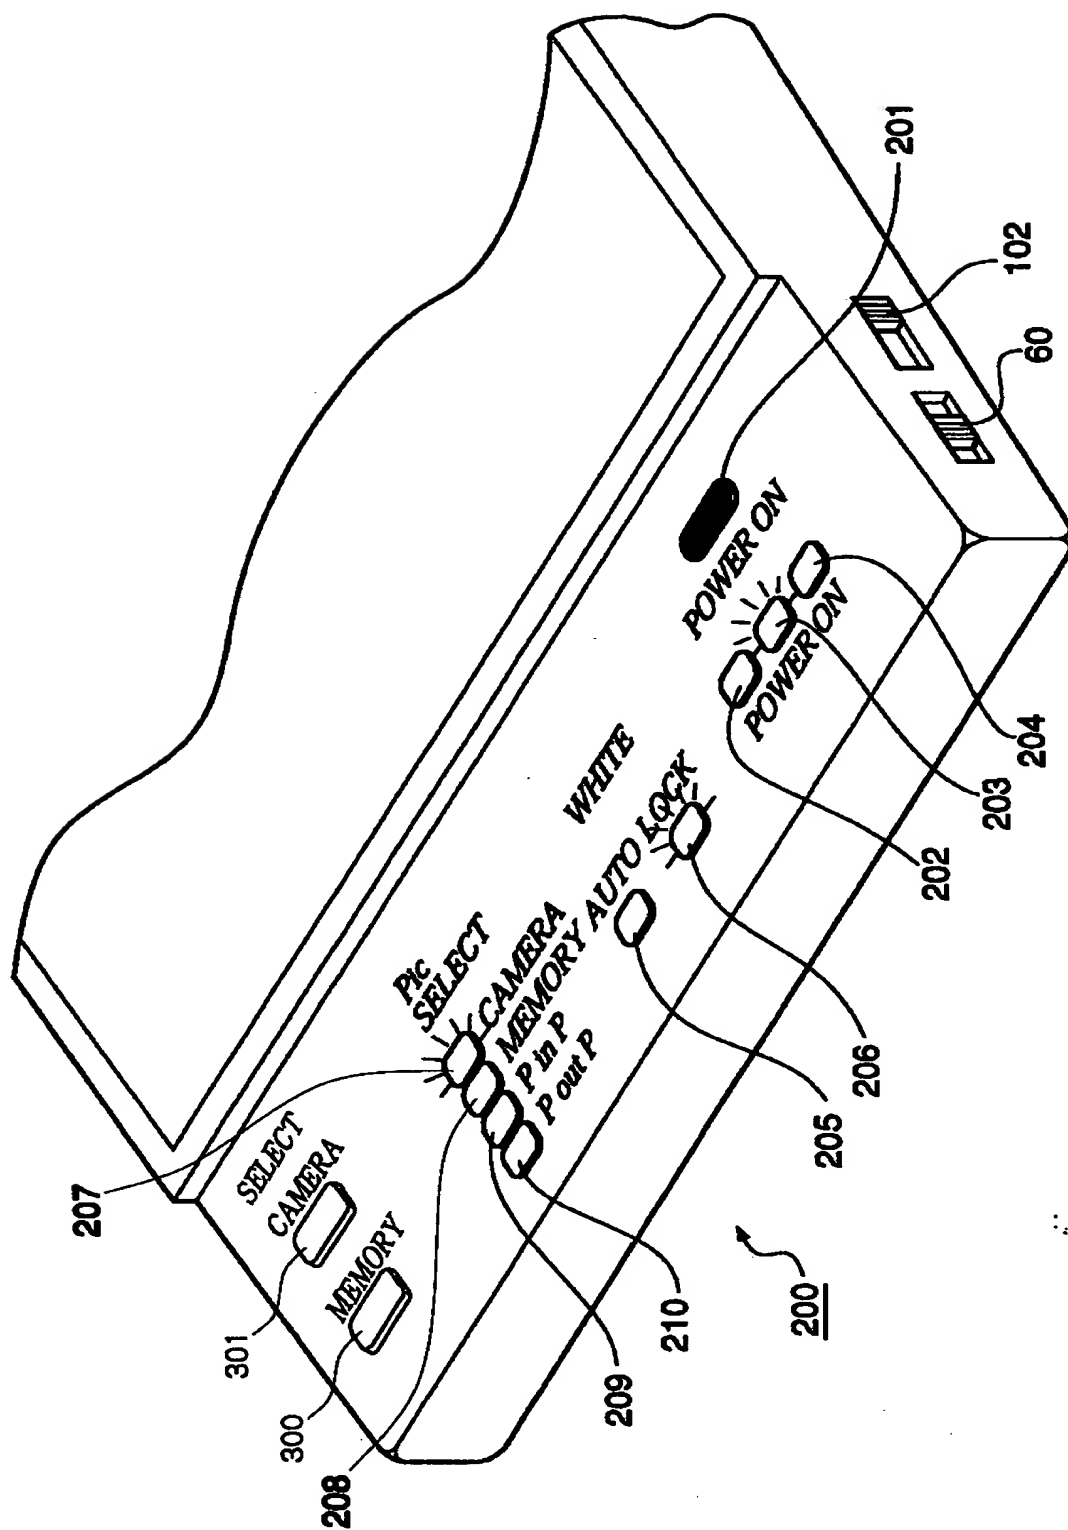 SELECT
CAMERA
MEMORY
Pic
SELECT
CAMERA
MEMORY
P in P
P out P
WHITE
AUTO LOCK
POWER ON
POWER ON
207
301
300
208
209
210
200
205
206
202
203
204
201
102
60